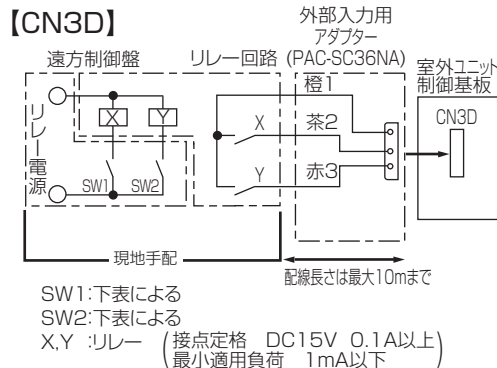 【CN3D】
外部入力用
アダプター
(PAC-SC36NA)
遠方制御盤
リレー回路
室外ユニット
制御基板
CN3D
橙1
X
Y
X
茶2
リレー電源
SW1
SW2
Y
赤3
現地手配
配線長さは最大10mまで
SW1:下表による
SW2:下表による
X,Y :リレー (接点定格 DC15V 0.1A以上
最小適用負荷 1mA以下)